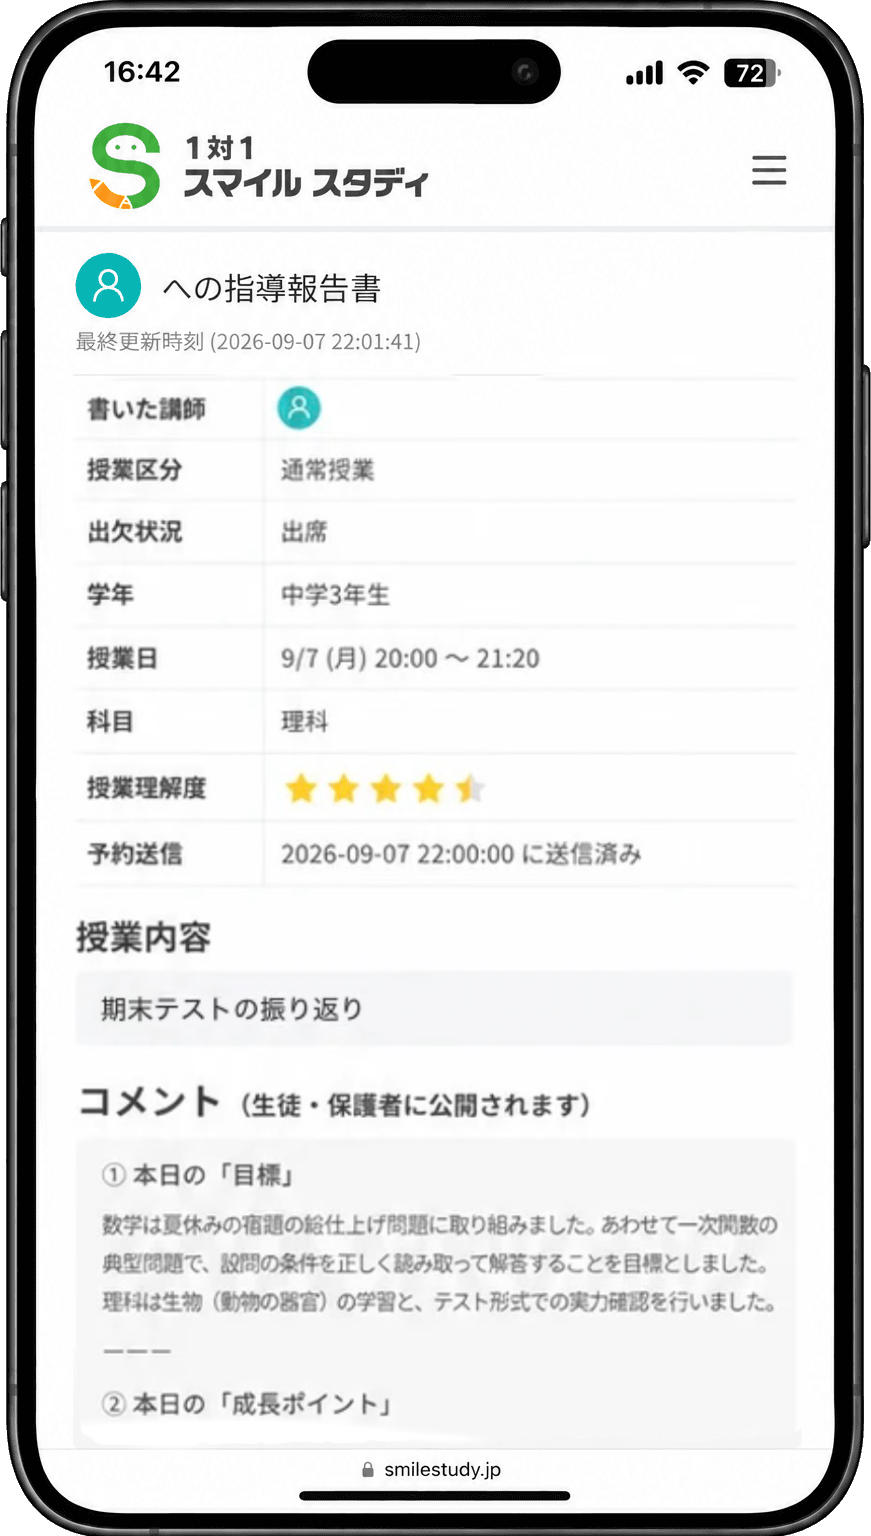 16:42
72
1対1
スマイル スタディ
への指導報告書
最終更新時刻 (2026-09-07 22:01:41)
書いた講師
授業区分 通常授業
出欠状況 出席
学年 中学3年生
授業日 9/7 (月) 20:00 〜 21:20
科目 理科
授業理解度
予約送信 2026-09-07 22:00:00 に送信済み
授業内容
期末テストの振り返り
コメント（生徒・保護者に公開されます）
① 本日の「目標」
数学は夏休みの宿題の総仕上げ問題に取り組みました。あわせて一次関数の
典型問題で、設問の条件を正しく読み取って解答することを目標としました。
理科は生物（動物の器官）の学習と、テスト形式での実力確認を行いました。
———
② 本日の「成長ポイント」
smilestudy.jp